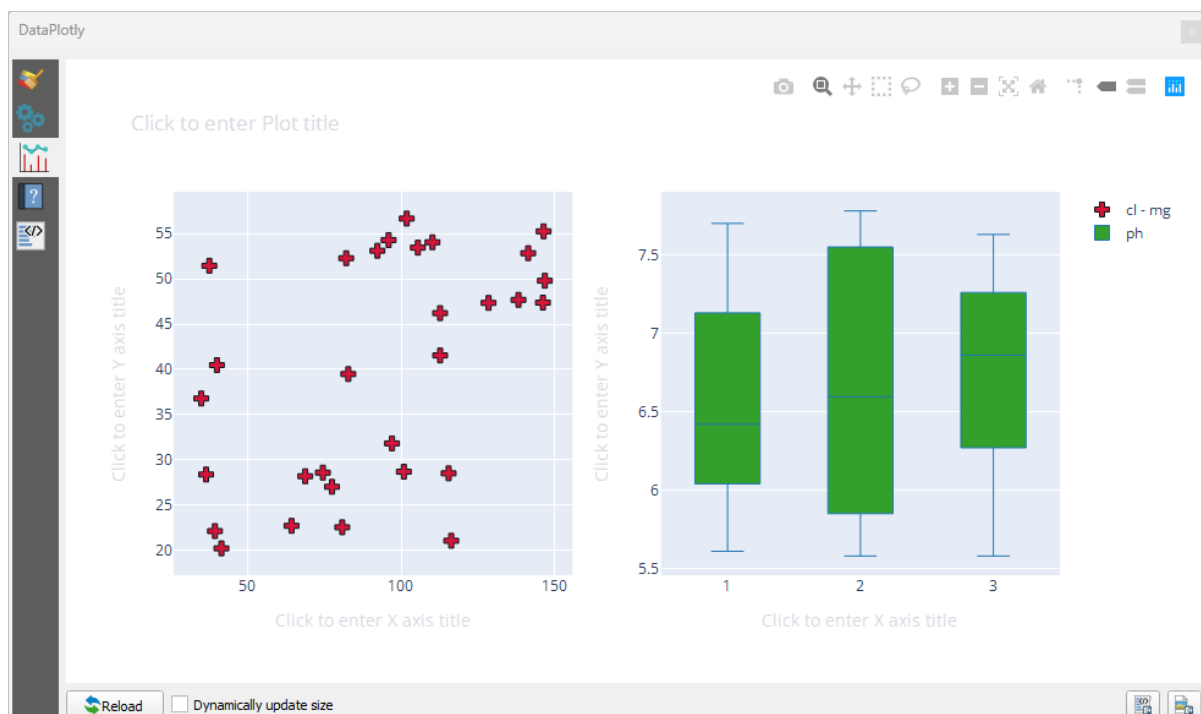 DataPlotly
Click to enter Plot title
Click to enter Y axis title
55
50
45
40
35
30
25
20
50
100
150
Click to enter X axis title
Click to enter Y axis title
7.5
7
6.5
6
5.5
1
2
3
Click to enter X axis title
cl - mg
ph
Reload
Dynamically update size